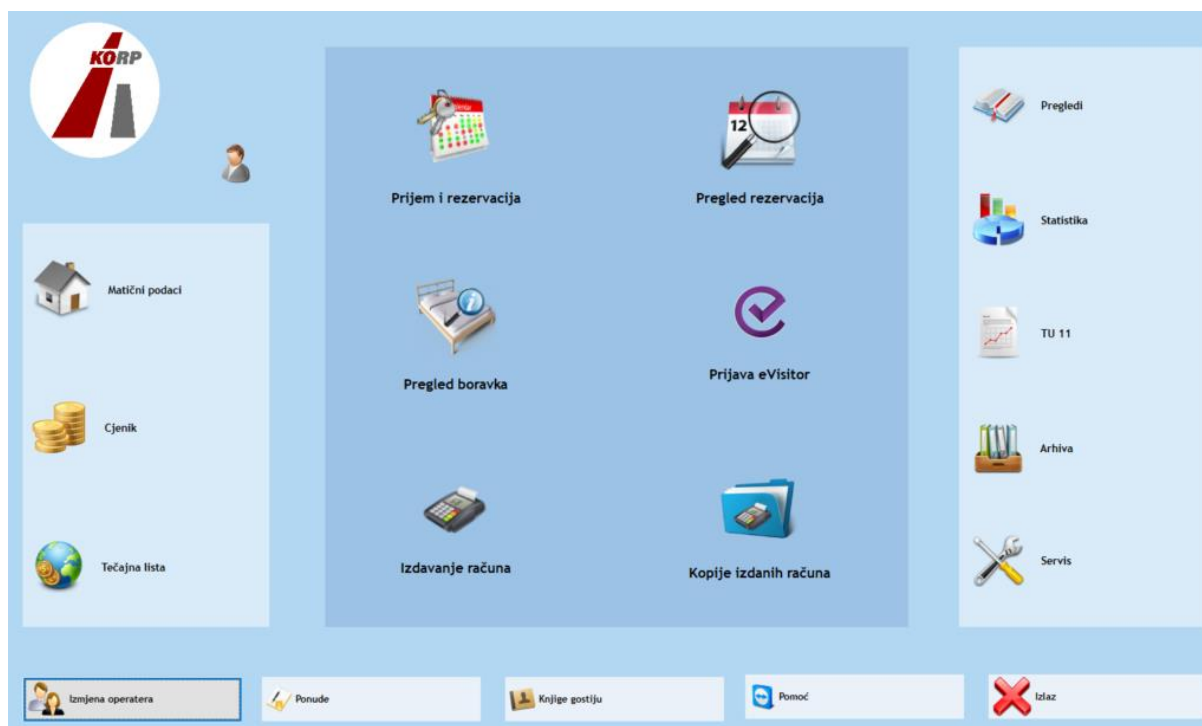 KORP
Matični podaci
Cjenik
Tečajna lista
Prijem i rezervacija
Pregled rezervacija
12
Pregled boravka
Prijava eVisitor
Izdavanje računa
Kopije izdanih računa
Pregledi
Statistika
TU 11
Arhiva
Servis
Izmjena operatera
Ponude
Knjige gostiju
Pomoć
Izlaz